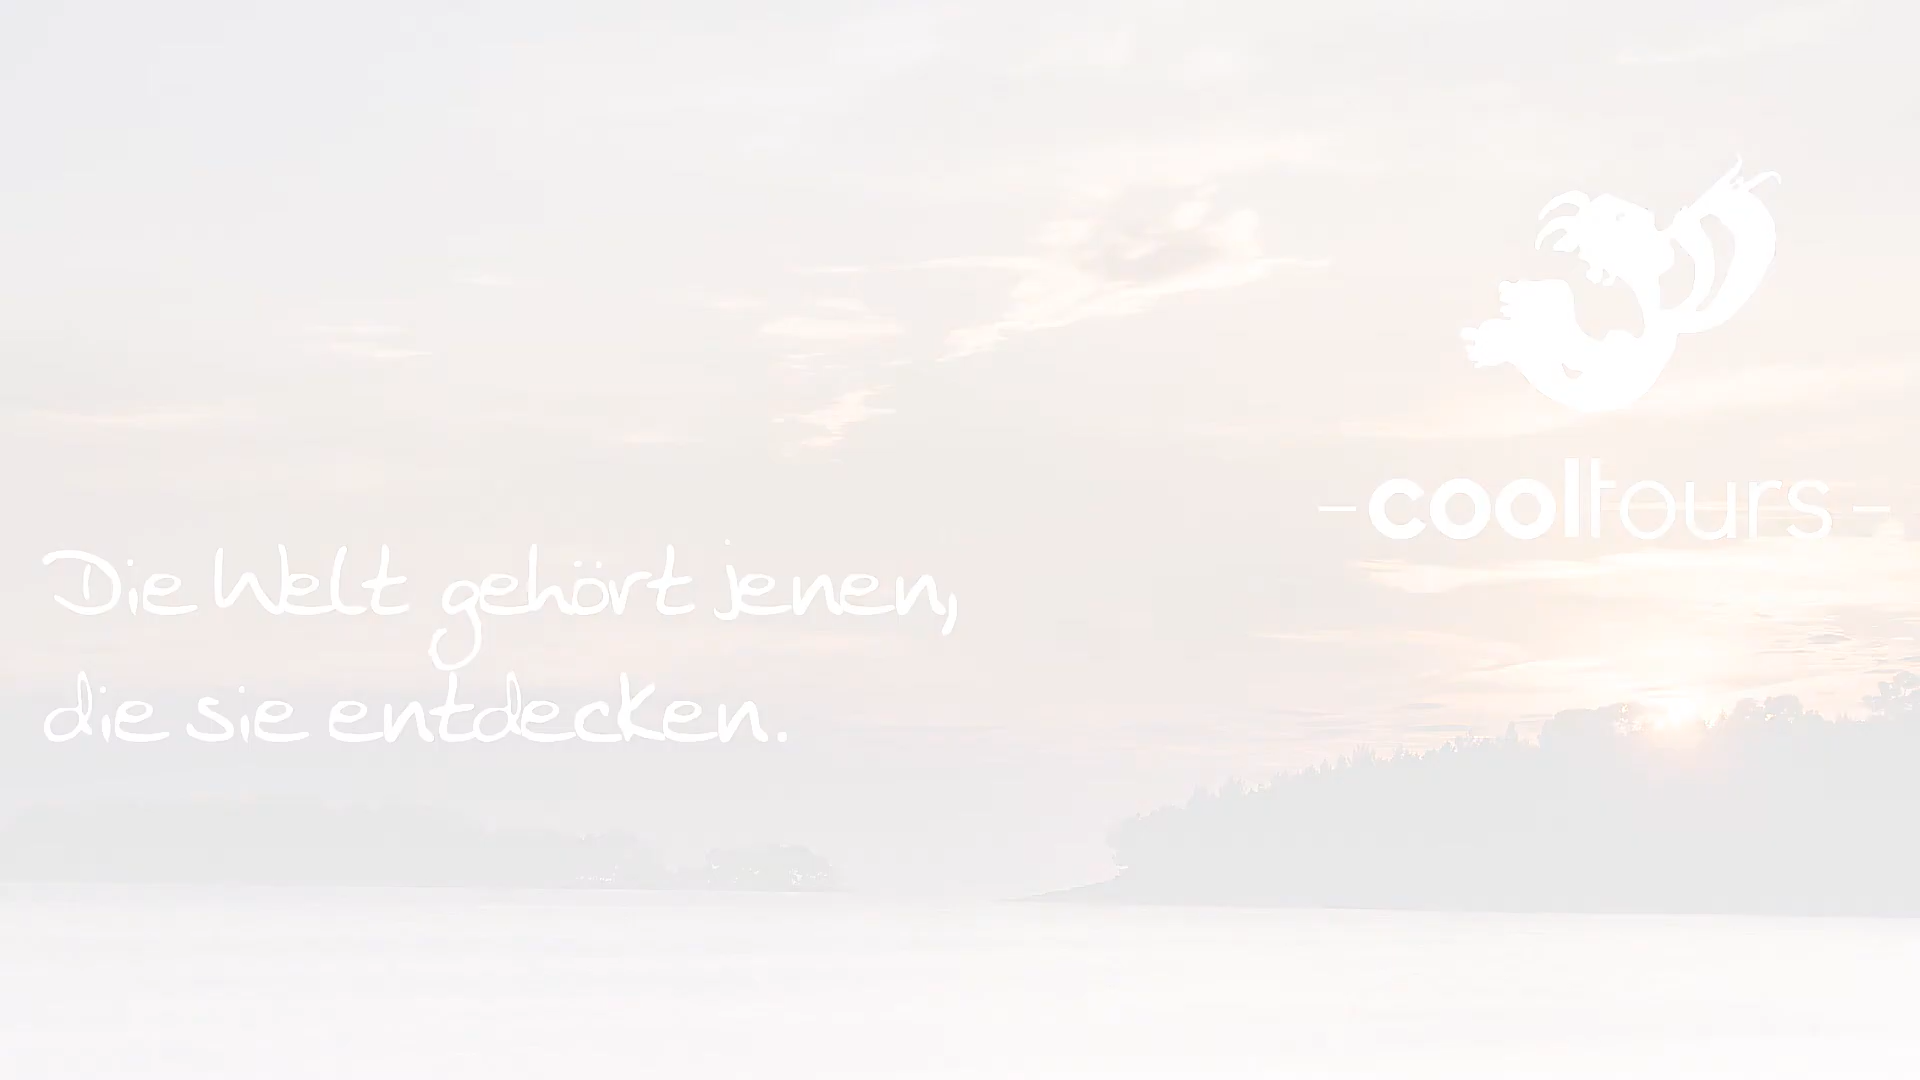 –cooltours–
Die Welt gehört jenen,
die sie entdecken.